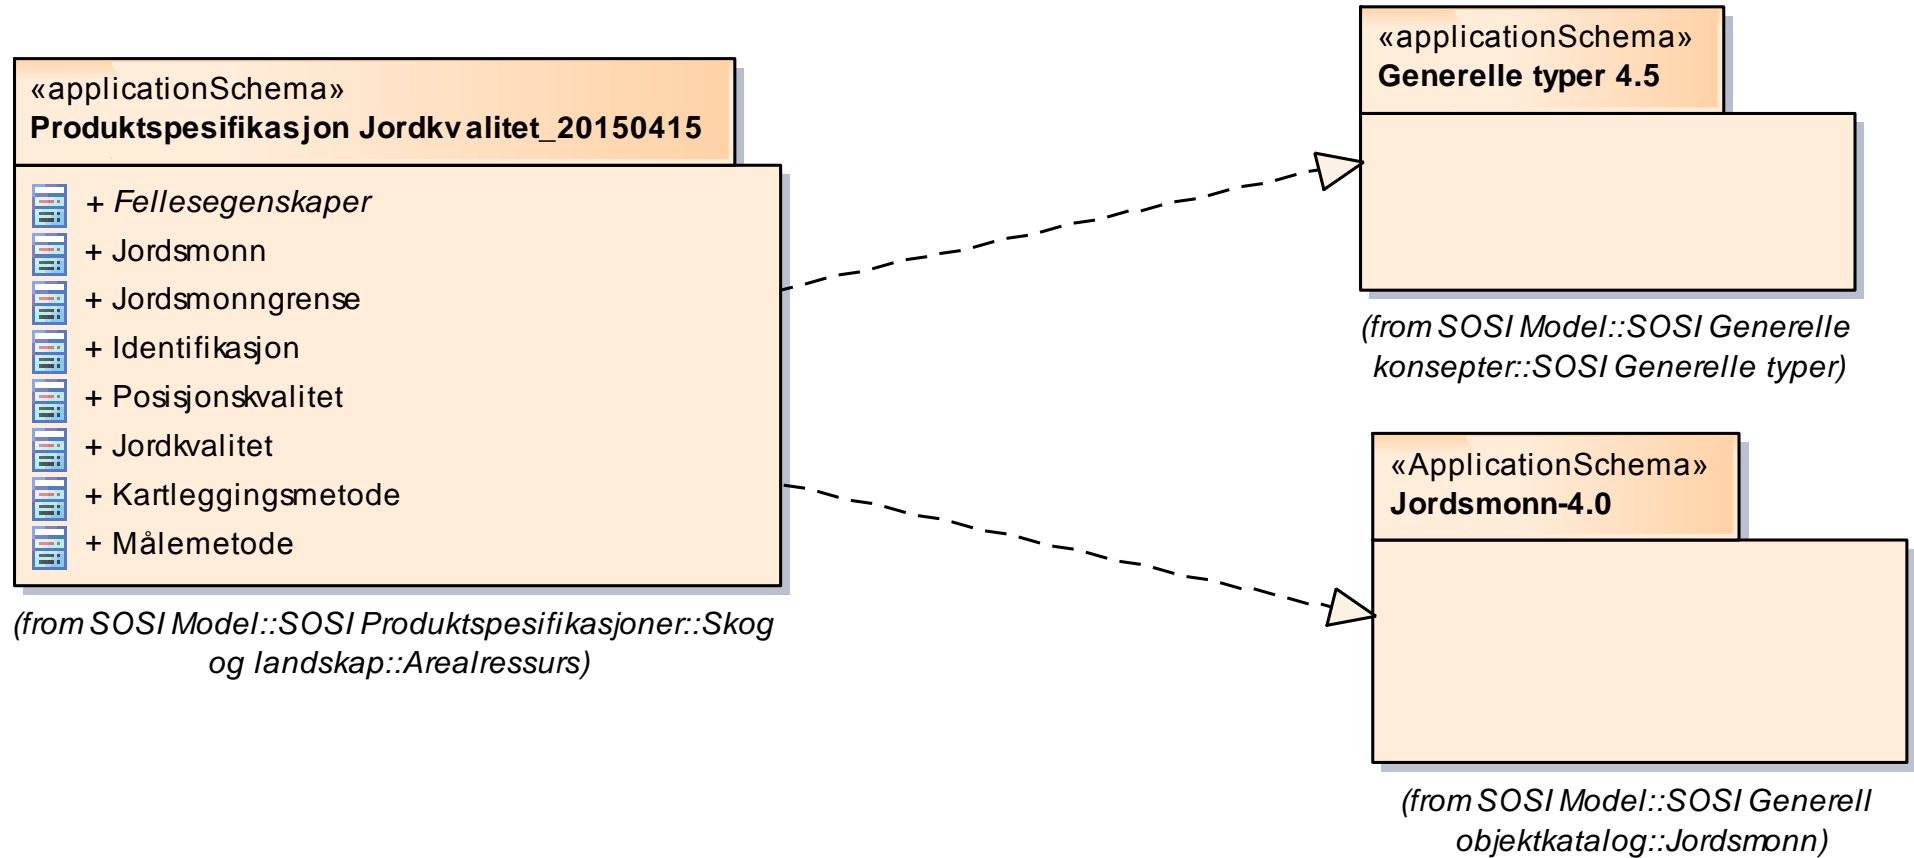 «applicationSchema»
Produktspesifikasjon Jordkvalitet_20150415
+ Fellesegenskaper
+ Jordsmonn
+ Jordsmonngrense
+ Identifikasjon
+ Posisjonskvalitet
+ Jordkvalitet
+ Kartleggingsmetode
+ Målemetode
(from SOSI Model::SOSI Produktspesifikasjoner::Skog
og landskap::Arealressurs)
«applicationSchema»
Generelle typer 4.5
(from SOSI Model::SOSI Generelle
konsepter::SOSI Generelle typer)
«ApplicationSchema»
Jordsmonn-4.0
(from SOSI Model::SOSI Generell
objektkatalog::Jordsmonn)